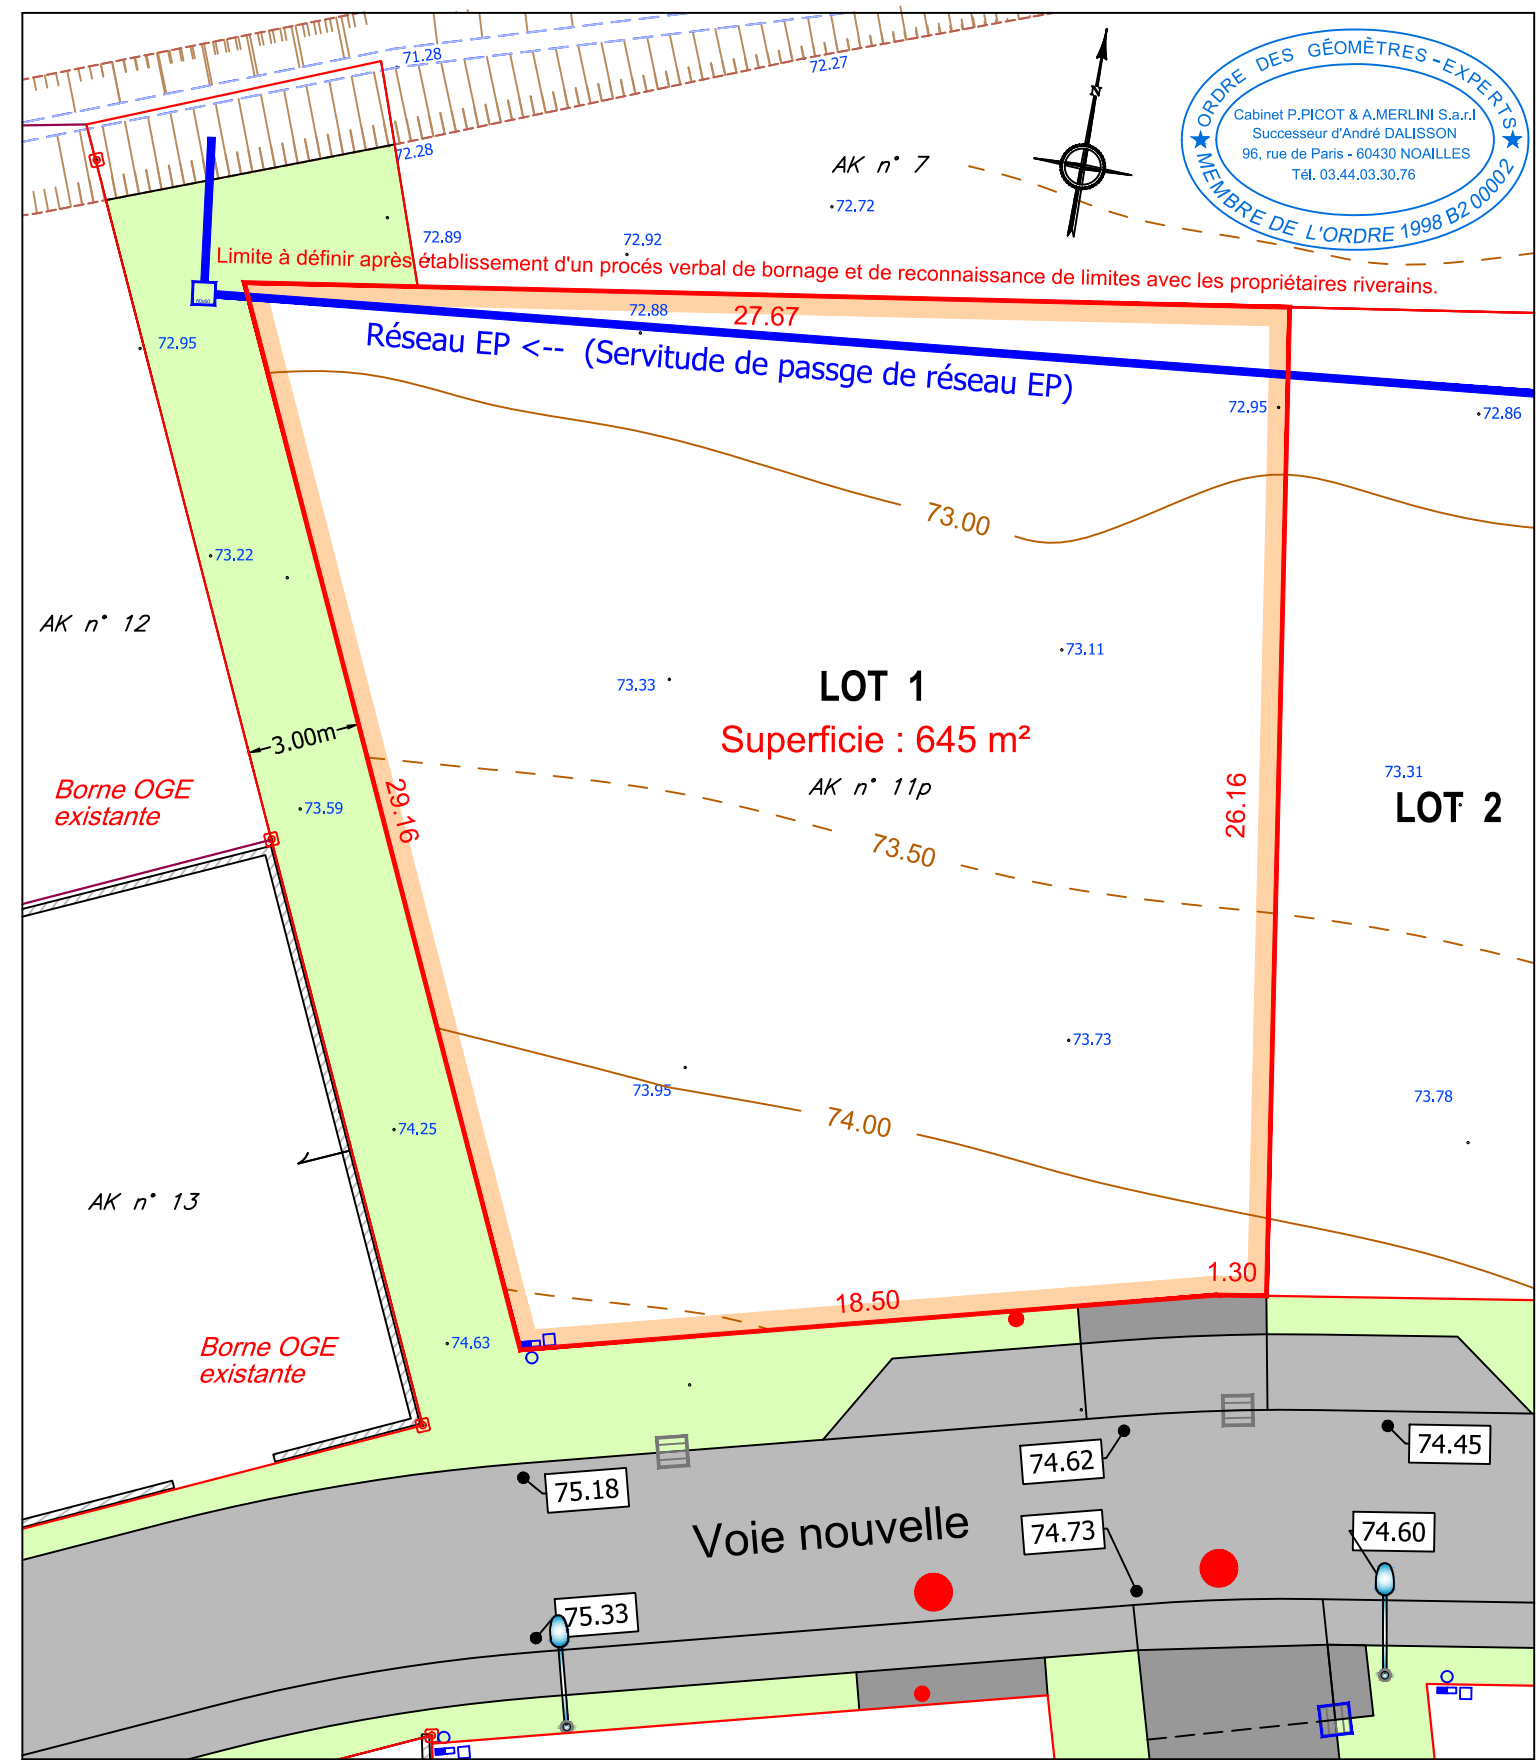 71.28
72.27
72.28
AK n° 7
72.72
ORDRE DES GÉOMÈTRES-EXPERTS
Cabinet P.PICOT & A.MERLINI S.a.r.l
Successeur d'André DALISSON
96, rue de Paris - 60430 NOAILLES
Tél. 03.44.03.30.76
MEMBRE DE L'ORDRE 1998 B2 00002
N
72.89
72.92
Limite à définir après établissement d'un procés verbal de bornage et de reconnaissance de limites avec les propriétaires riverains.
60x60
72.88
27.67
72.95
Réseau EP <-- (Servitude de passge de réseau EP)
72.95
72.86
73.00
73.22
AK n° 12
73.11
73.33
LOT 1
Superficie : 645 m²
AK n° 11p
3.00m
29.16
26.16
73.31
LOT 2
Borne OGE
existante
73.59
73.50
73.73
73.95
74.00
73.78
74.25
AK n° 13
18.50
1.30
74.63
Borne OGE
existante
75.18
74.62
74.45
Voie nouvelle
74.73
74.60
75.33